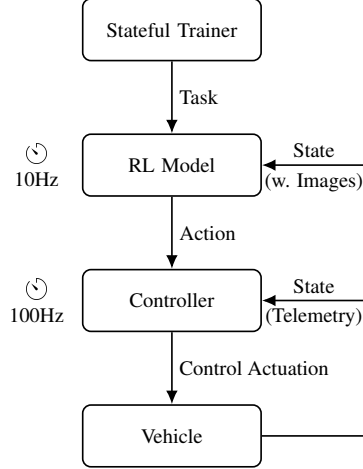 Stateful Trainer
Task
10Hz
RL Model
State
(w. Images)
Action
100Hz
Controller
State
(Telemetry)
Control Actuation
Vehicle